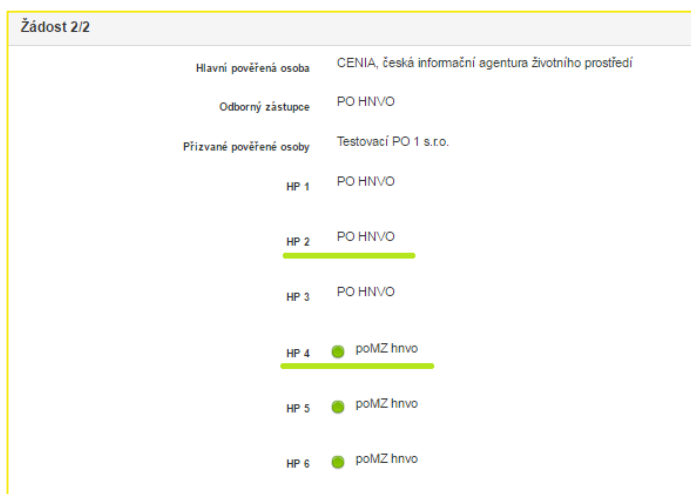 Žádost 2/2
Hlavní pověřená osoba CENIA, česká informační agentura životního prostředí
Odborný zástupce PO HNVO
Přizvané pověřené osoby Testovací PO 1 s.r.o.
HP 1 PO HNVO
HP 2 PO HNVO
HP 3 PO HNVO
HP 4 poMZ hnvo
HP 5 poMZ hnvo
HP 6 poMZ hnvo